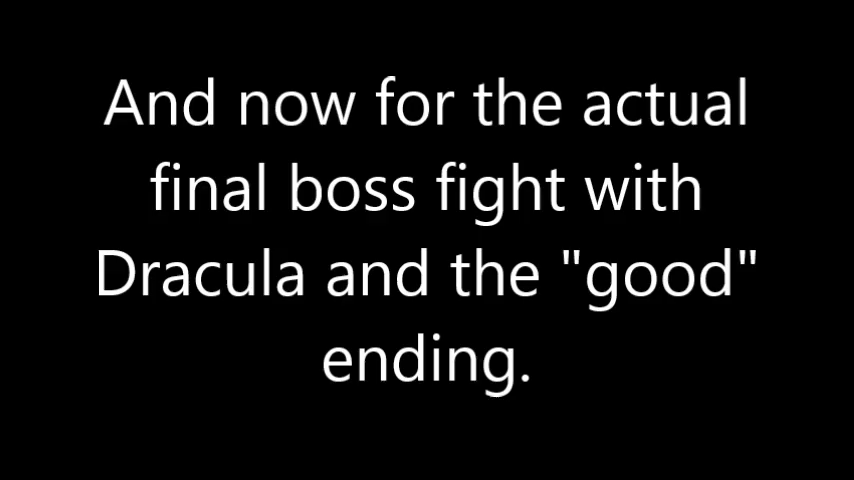 And now for the actual
final boss fight with
Dracula and the "good"
ending.